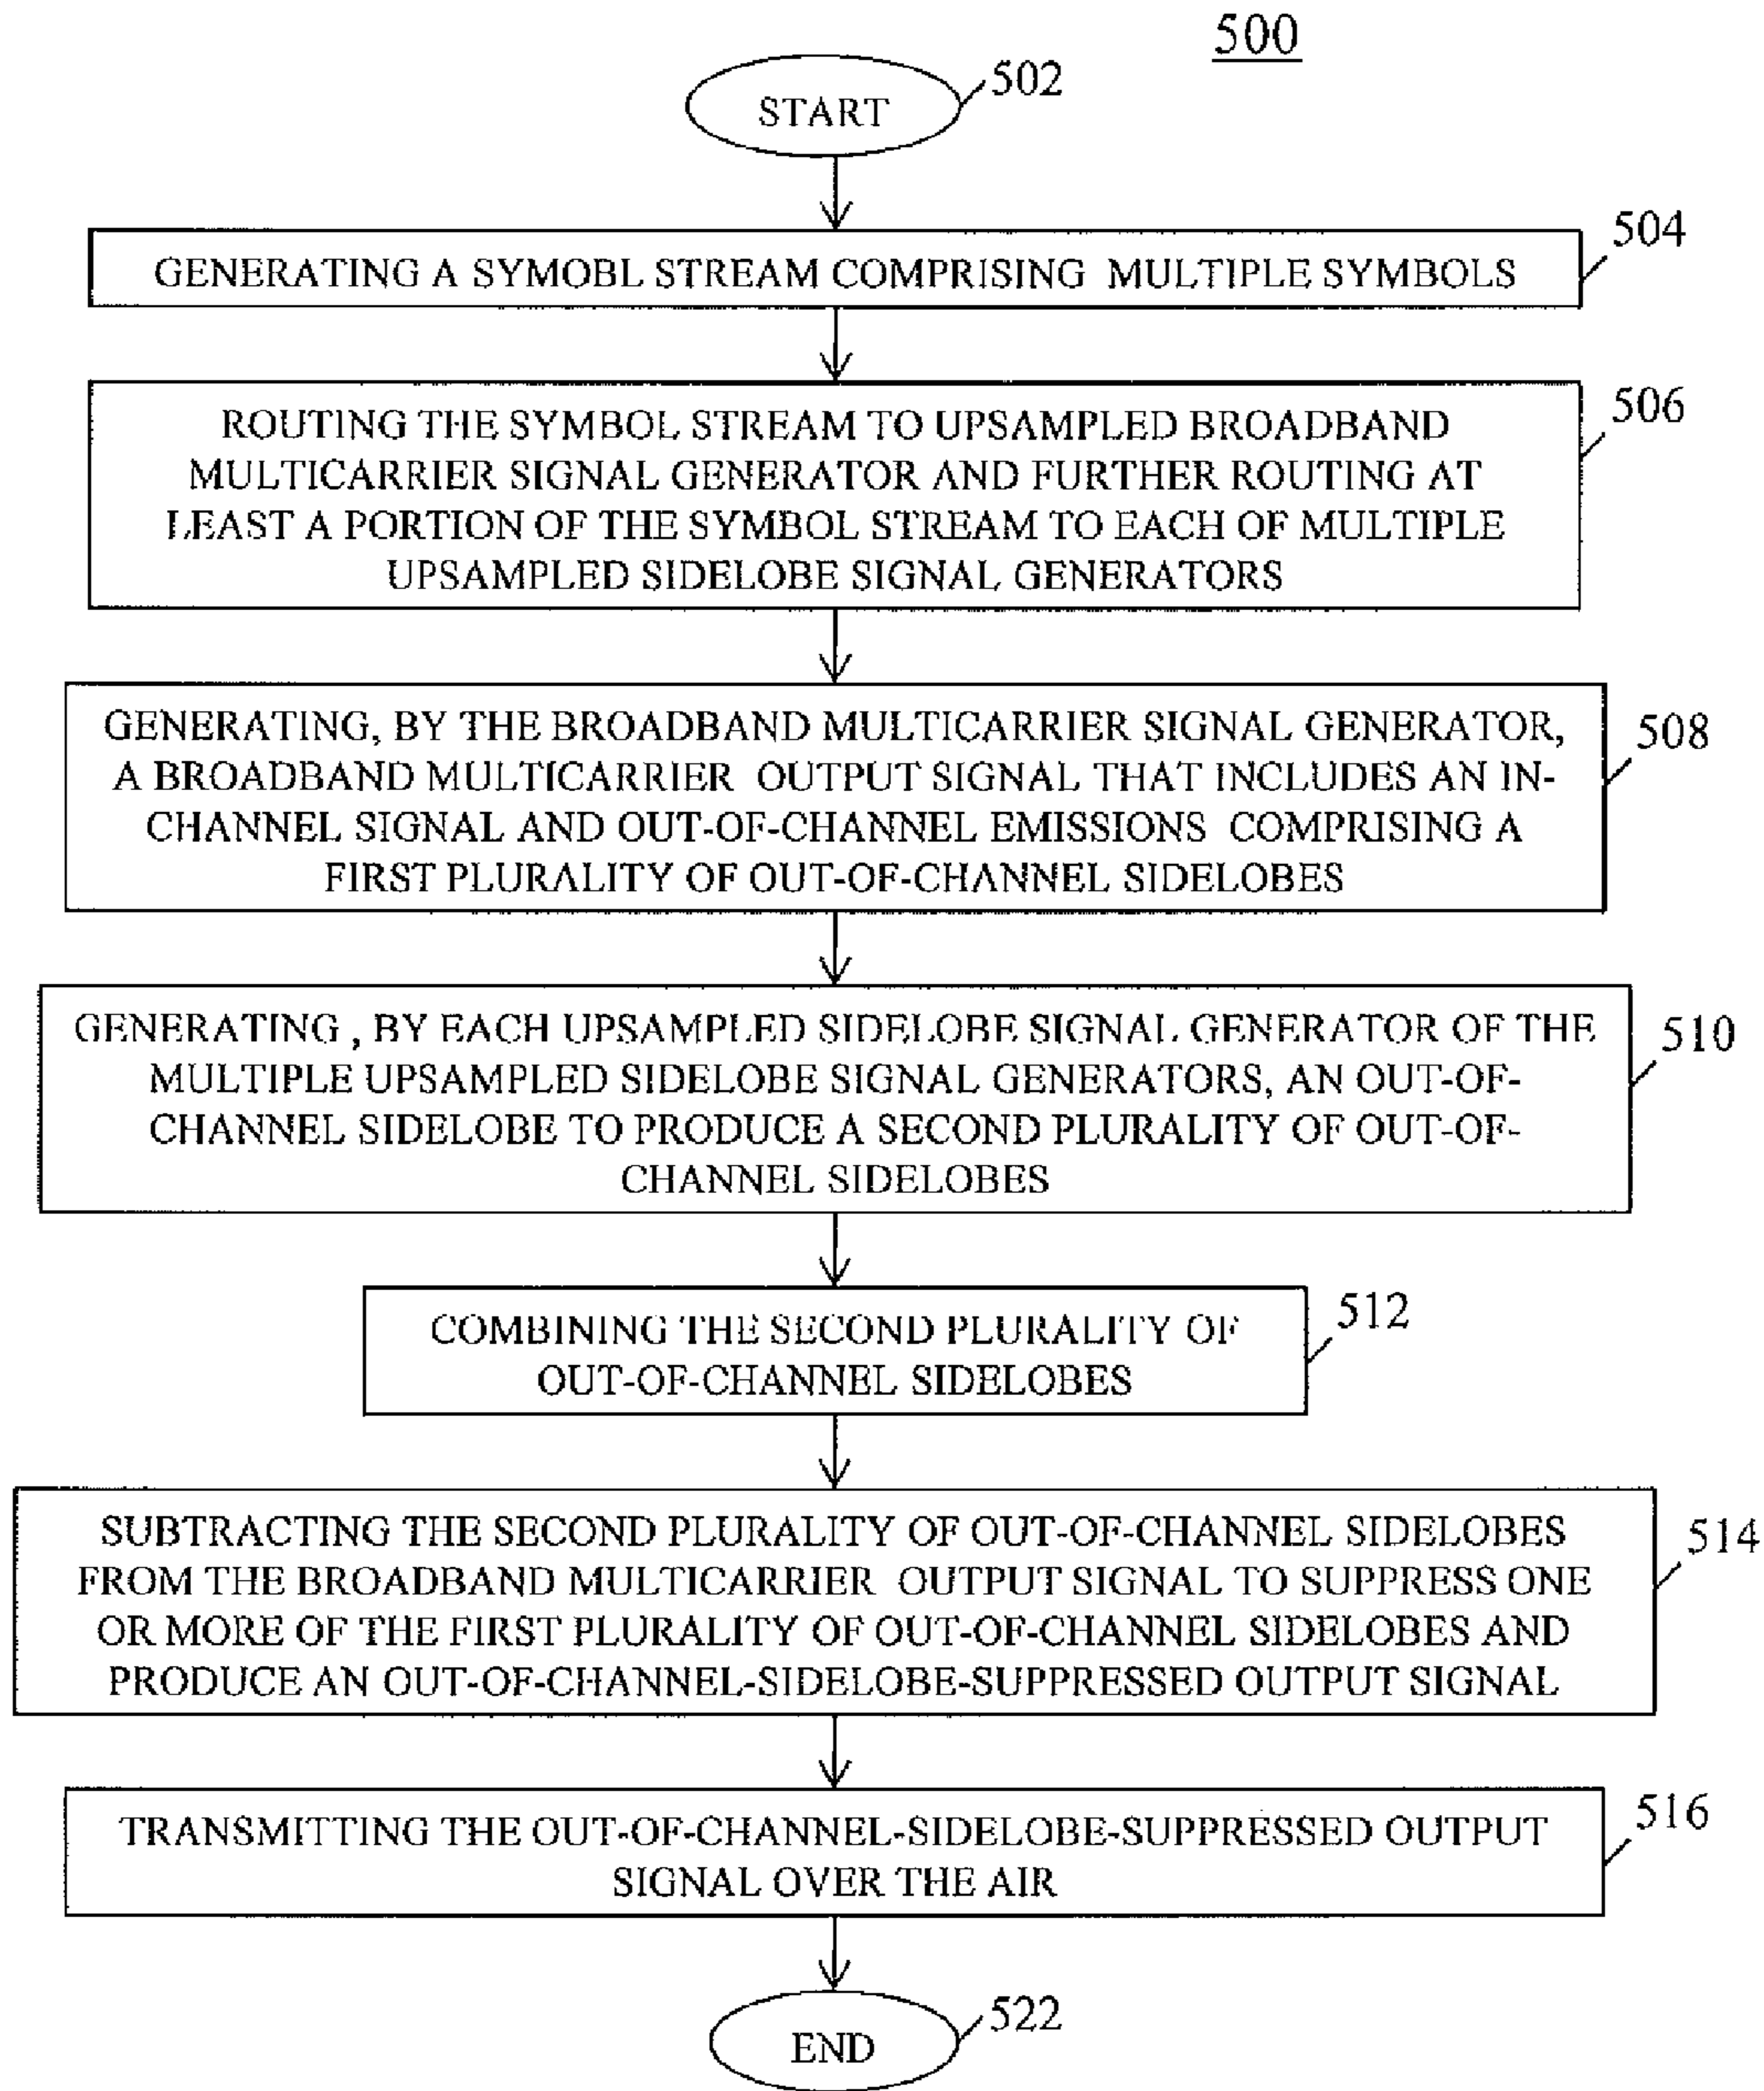 500
START
502
GENERATING A SYMOBL STREAM COMPRISING MULTIPLE SYMBOLS
504
ROUTING THE SYMBOL STREAM TO UPSAMPLED BROADBAND
MULTICARRIER SIGNAL GENERATOR AND FURTHER ROUTING AT
LEAST A PORTION OF THE SYMBOL STREAM TO EACH OF MULTIPLE
UPSAMPLED SIDELOBE SIGNAL GENERATORS
506
GENERATING, BY THE BROADBAND MULTICARRIER SIGNAL GENERATOR,
A BROADBAND MULTICARRIER OUTPUT SIGNAL THAT INCLUDES AN IN-
CHANNEL SIGNAL AND OUT-OF-CHANNEL EMISSIONS COMPRISING A
FIRST PLURALITY OF OUT-OF-CHANNEL SIDELOBES
508
GENERATING , BY EACH UPSAMPLED SIDELOBE SIGNAL GENERATOR OF THE
MULTIPLE UPSAMPLED SIDELOBE SIGNAL GENERATORS, AN OUT-OF-
CHANNEL SIDELOBE TO PRODUCE A SECOND PLURALITY OF OUT-OF-
CHANNEL SIDELOBES
510
COMBINING THE SECOND PLURALITY OF
OUT-OF-CHANNEL SIDELOBES
512
SUBTRACTING THE SECOND PLURALITY OF OUT-OF-CHANNEL SIDELOBES
FROM THE BROADBAND MULTICARRIER OUTPUT SIGNAL TO SUPPRESS ONE
OR MORE OF THE FIRST PLURALITY OF OUT-OF-CHANNEL SIDELOBES AND
PRODUCE AN OUT-OF-CHANNEL-SIDELOBE-SUPPRESSED OUTPUT SIGNAL
514
TRANSMITTING THE OUT-OF-CHANNEL-SIDELOBE-SUPPRESSED OUTPUT
SIGNAL OVER THE AIR
516
END
522